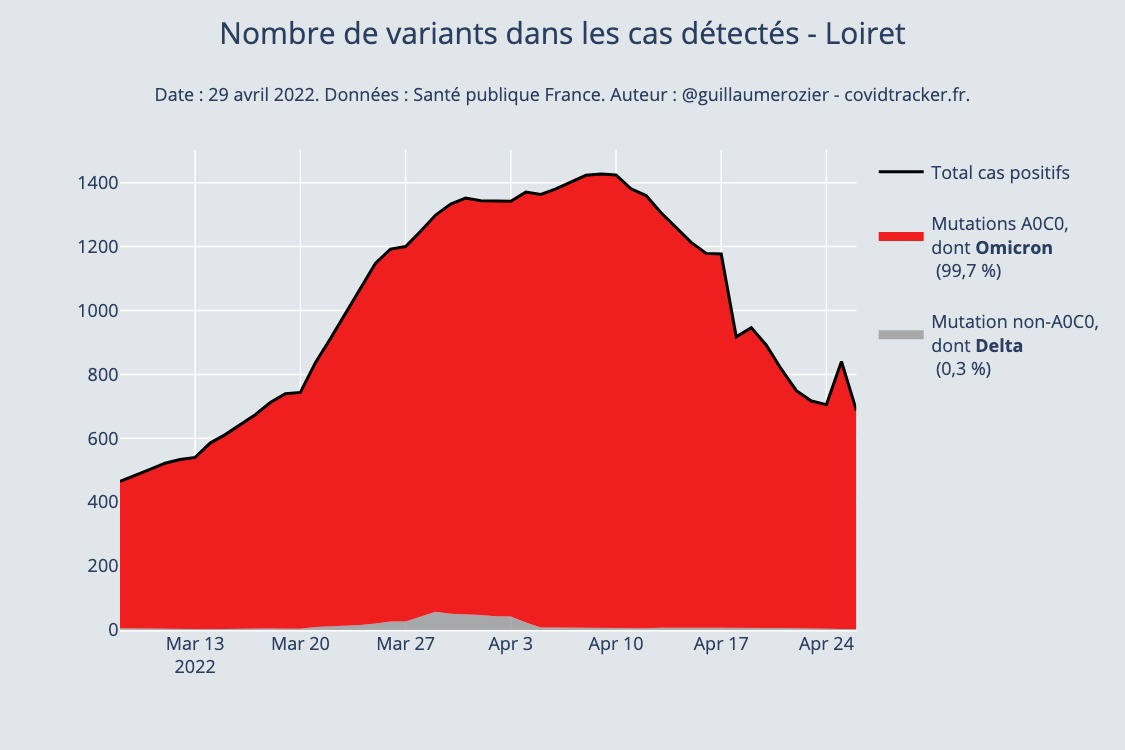 Nombre de variants dans les cas détectés - Loiret
Date : 29 avril 2022. Données : Santé publique France. Auteur : @guillaumerozier - covidtracker.fr.
1400
1200
1000
800
600
400
200
0
Mar 13
2022
Mar 20
Mar 27
Apr 3
Apr 10
Apr 17
Apr 24
Total cas positifs
Mutations A0C0,
dont Omicron
(99,7 %)
Mutation non-A0C0,
dont Delta
(0,3 %)